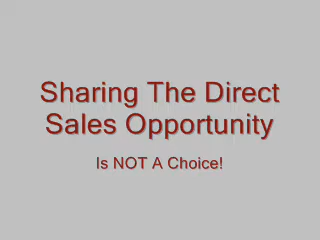 Sharing The Direct
Sales Opportunity
Is NOT A Choice!